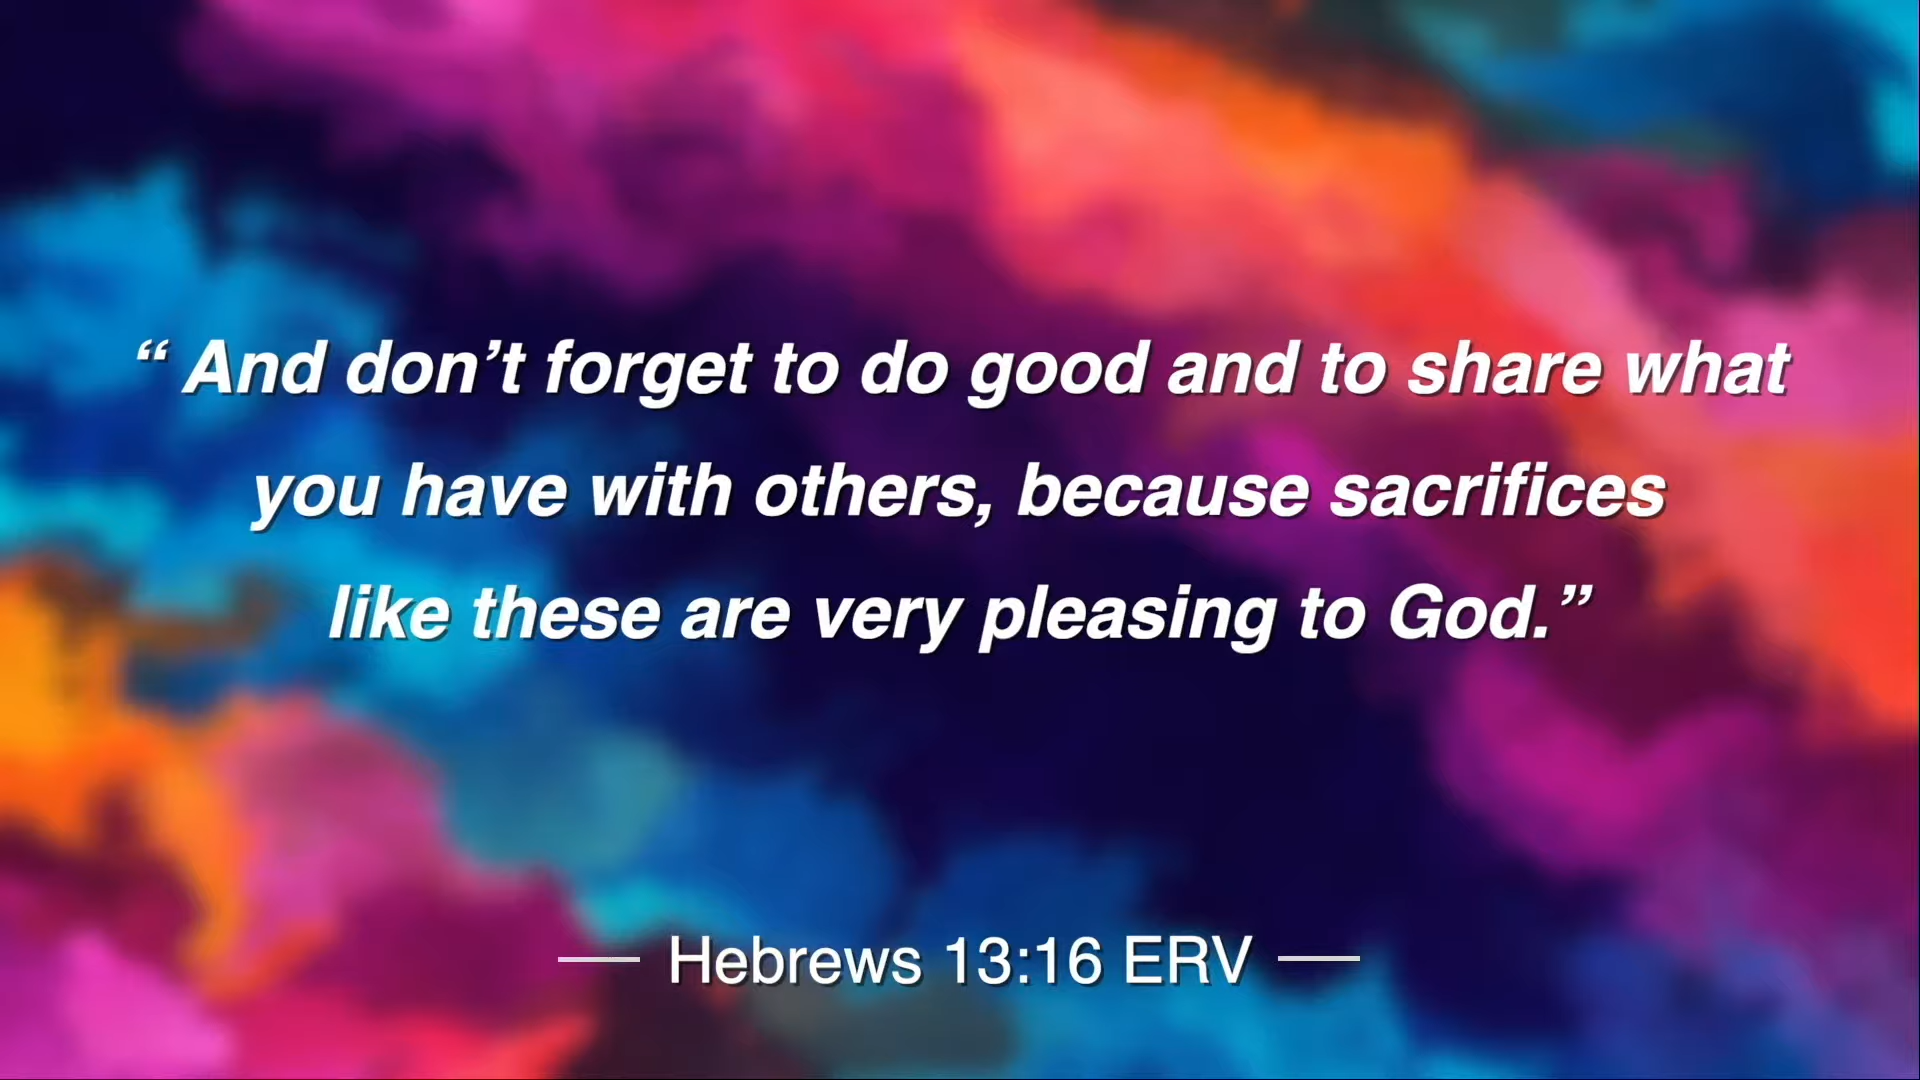 “ And don’t forget to do good and to share what
you have with others, because sacrifices
like these are very pleasing to God.”
Hebrews 13:16 ERV